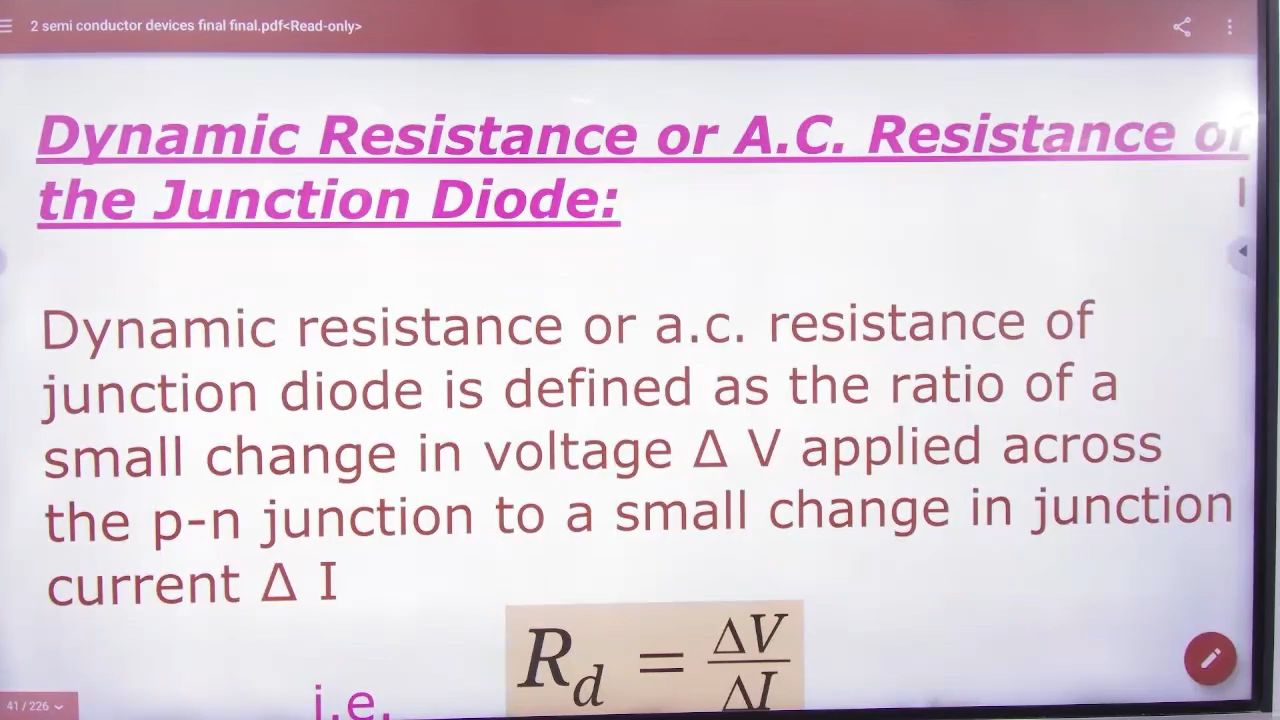 2 semi conductor devices final final.pdf<Read-only>
Dynamic Resistance or A.C. Resistance of
the Junction Diode:
Dynamic resistance or a.c. resistance of
junction diode is defined as the ratio of a
small change in voltage Δ V applied across
the p-n junction to a small change in junction
current Δ I
i.e. R_d = ΔV/ΔI
41 / 226